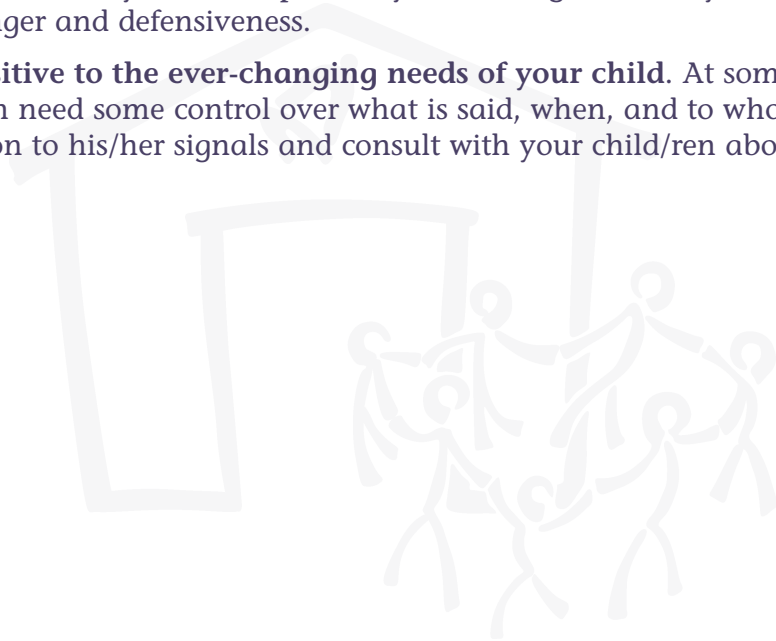 nger and defensiveness.
itive to the ever-changing needs of your child. At som
n need some control over what is said, when, and to who
on to his/her signals and consult with your child/ren abo